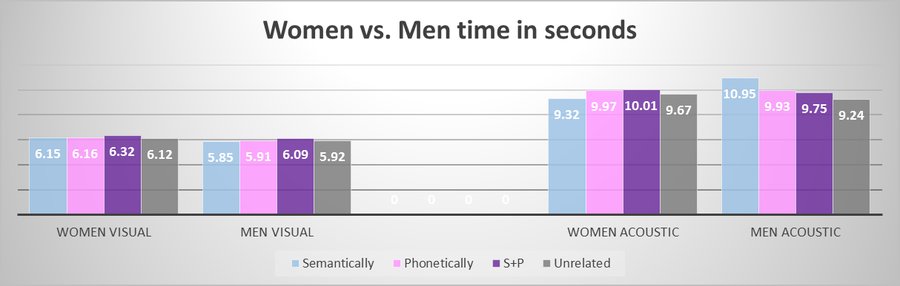 Women vs. Men time in seconds
6.15 6.16 6.32 6.12 5.85 5.91 6.09 5.92 0 0 0 0 9.32 9.97 10.01 9.67 10.95 9.93 9.75 9.24
WOMEN VISUAL MEN VISUAL WOMEN ACOUSTIC MEN ACOUSTIC
Semantically Phonetically S+P Unrelated